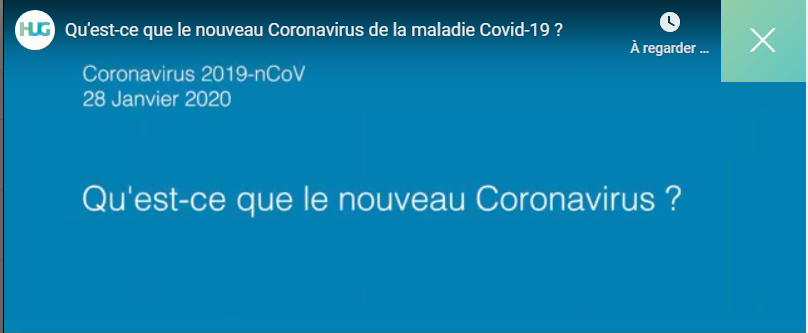 HUG
Qu'est-ce que le nouveau Coronavirus de la maladie Covid-19 ?
À regarder ...
Coronavirus 2019-nCoV
28 Janvier 2020
Qu'est-ce que le nouveau Coronavirus ?